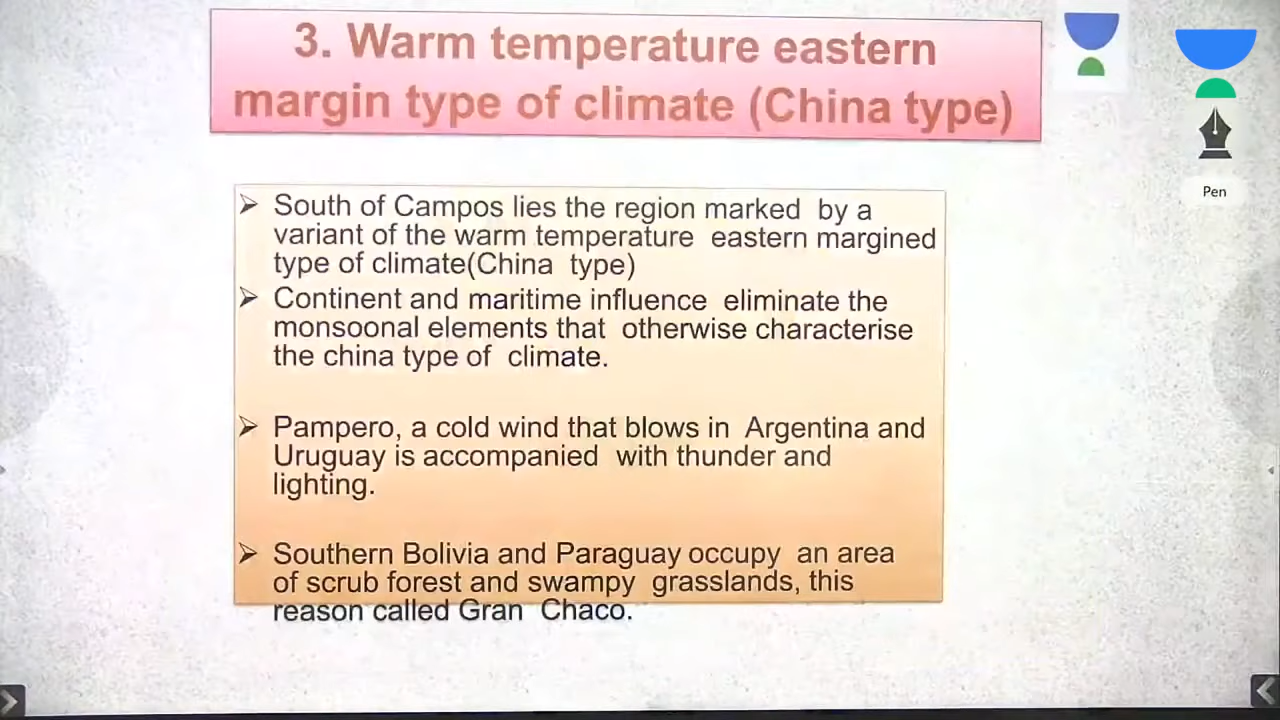 3. Warm temperature eastern
margin type of climate (China type)
Pen
➢ South of Campos lies the region marked by a
variant of the warm temperature eastern margined
type of climate(China type)
➢ Continent and maritime influence eliminate the
monsoonal elements that otherwise characterise
the china type of climate.
➢ Pampero, a cold wind that blows in Argentina and
Uruguay is accompanied with thunder and
lighting.
➢ Southern Bolivia and Paraguay occupy an area
of scrub forest and swampy grasslands, this
reason called Gran Chaco.